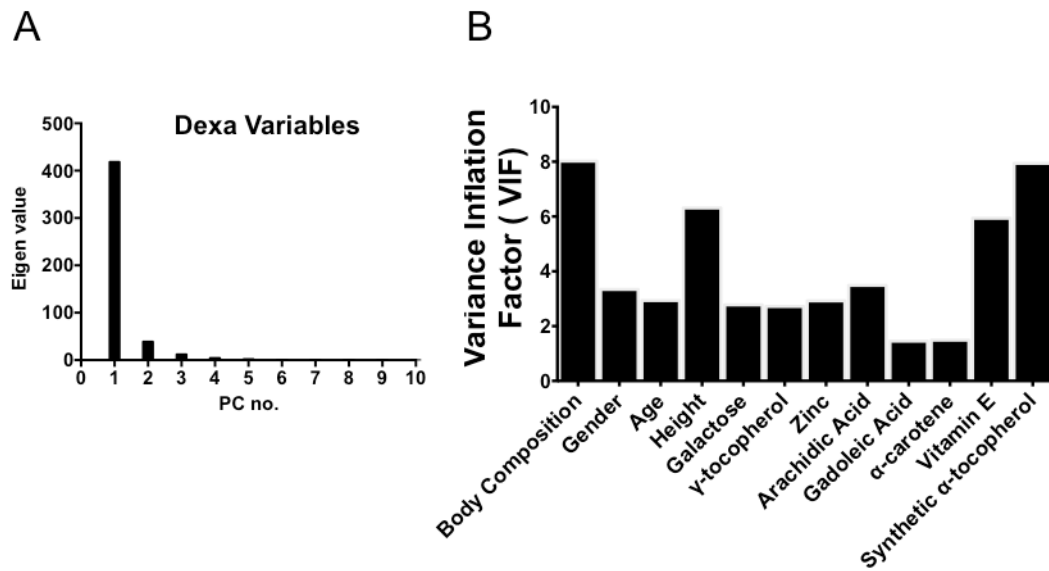 A
B
Dexa Variables
Eigen value
500
400
300
200
100
0
0 1 2 3 4 5 6 7 8 9 10
PC no.
Variance Inflation
Factor ( VIF)
10
8
6
4
2
0
Body Composition
Gender
Age
Height
Galactose
γ-tocopherol
Zinc
Arachidic Acid
Gadoleic Acid
α-carotene
Vitamin E
Synthetic α-tocopherol